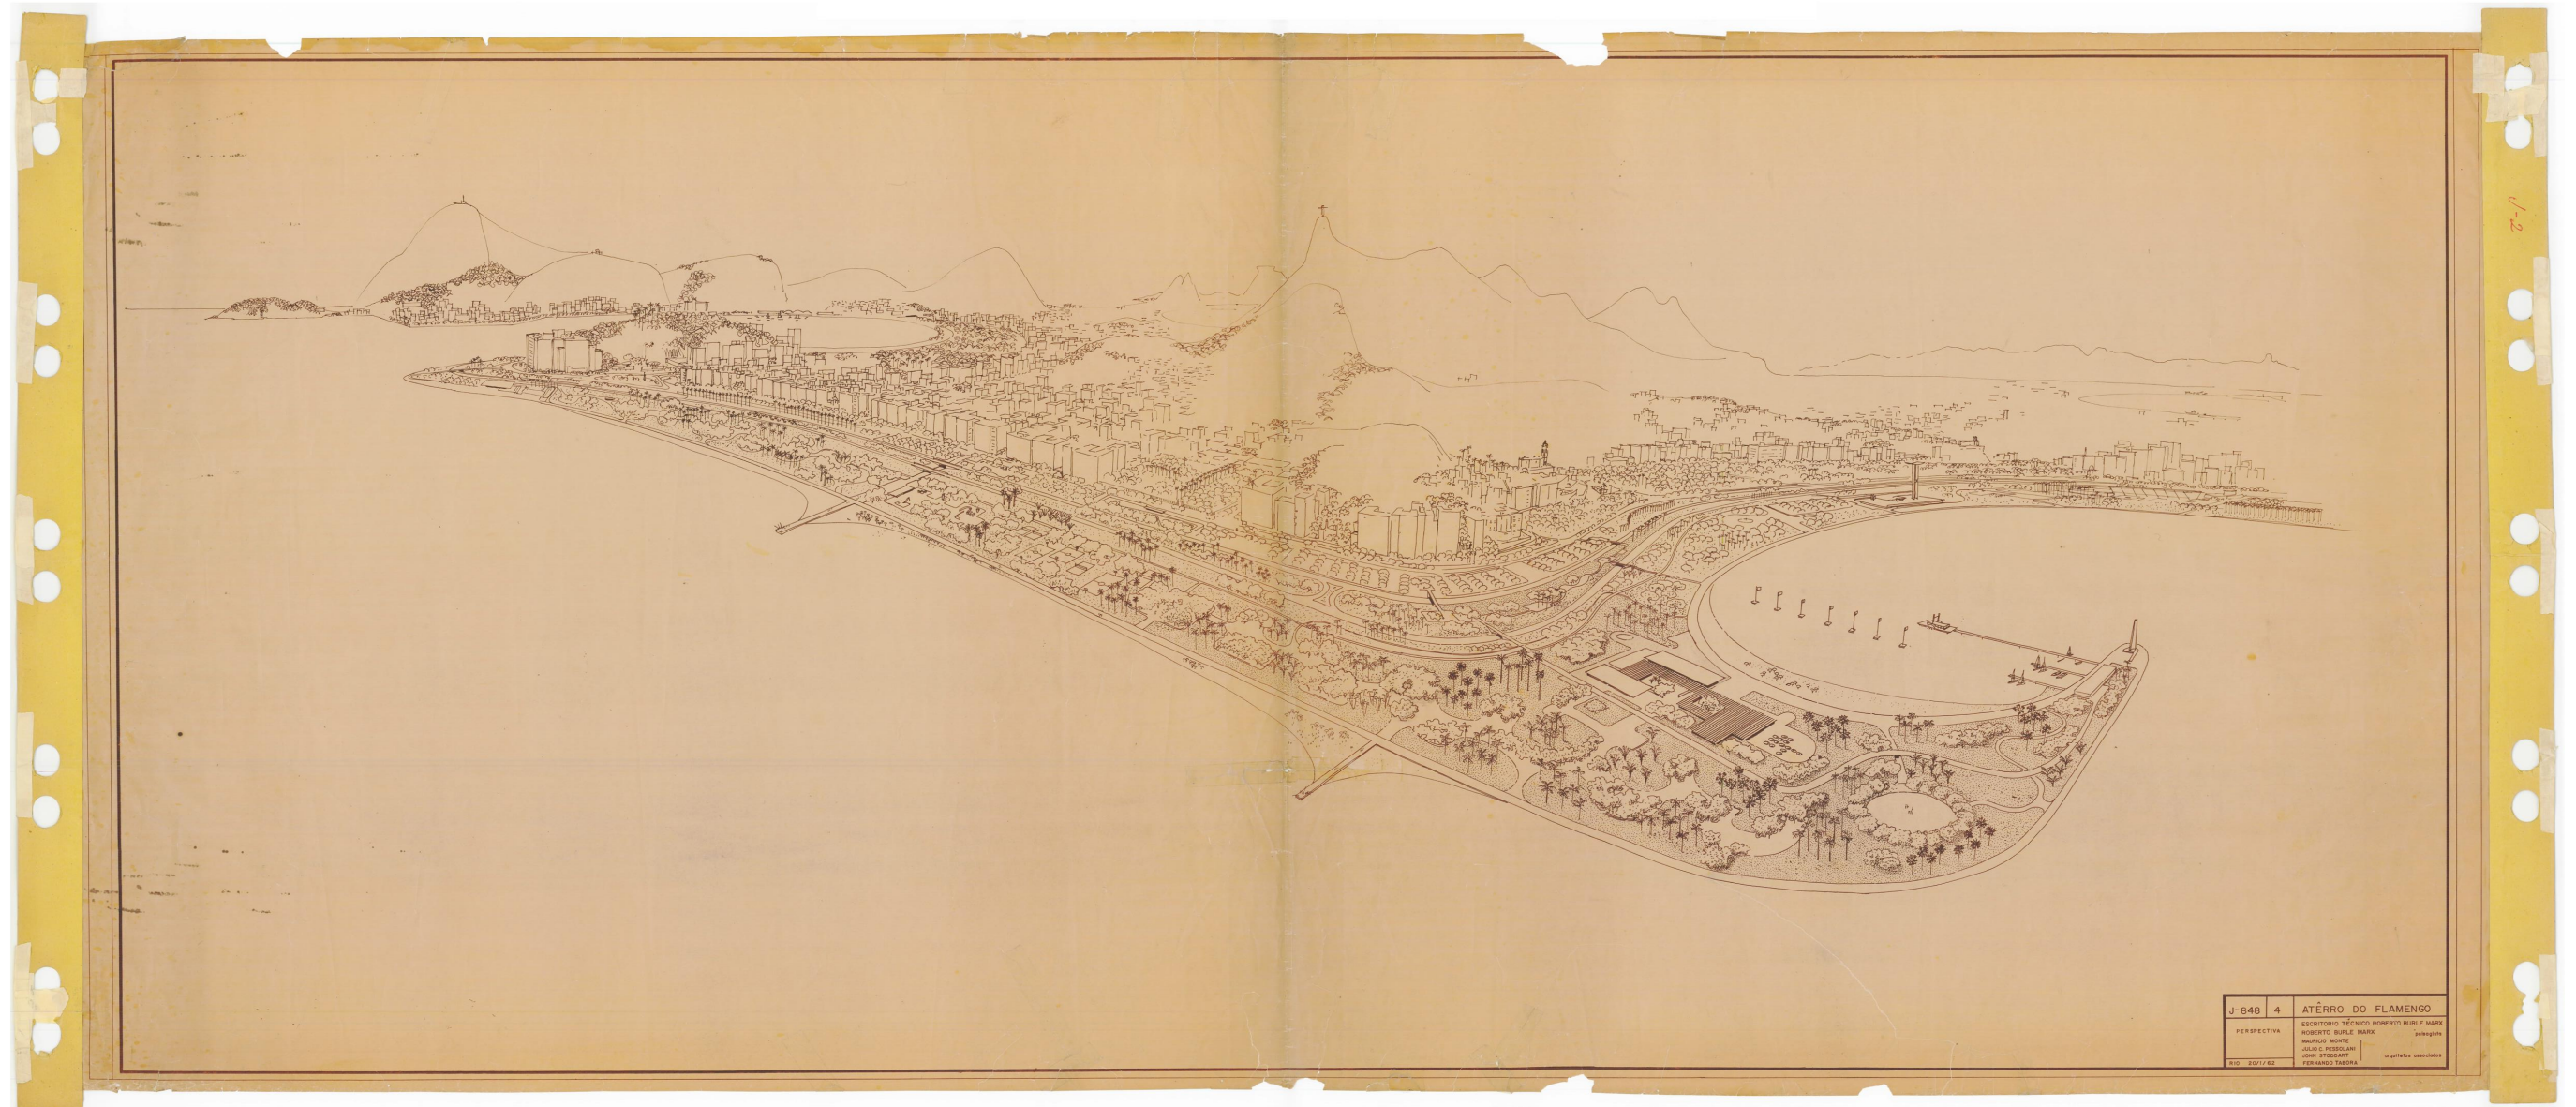 J-2
J-848 4 ATÊRRO DO FLAMENGO
PERSPECTIVA
RIO 20/1/62
ESCRITORIO TÉCNICO ROBERTO BURLE MARX
ROBERTO BURLE MARX paisagista
MAURICIO MONTE
JULIO C. PESSOLANI
JOHN STODDART arquitetos associados
FERNANDO TABORA